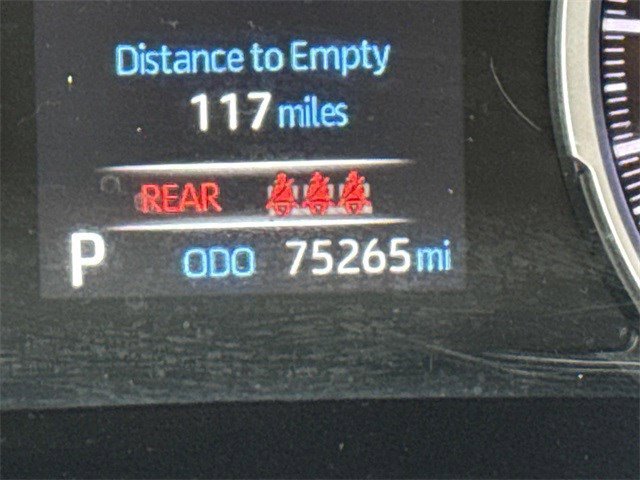 Distance to Empty
117 miles
REAR
P ODO 75265 mi